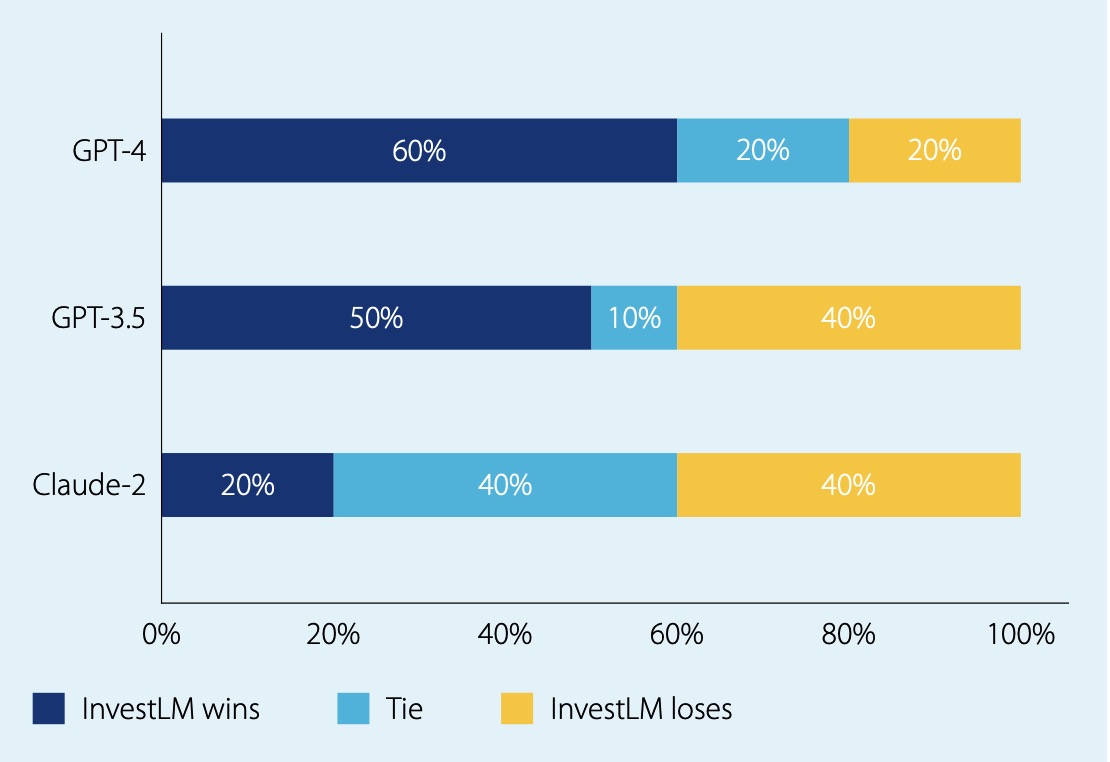 GPT-4 60% 20% 20%
GPT-3.5 50% 10% 40%
Claude-2 20% 40% 40%
0% 20% 40% 60% 80% 100%
InvestLM wins Tie InvestLM loses